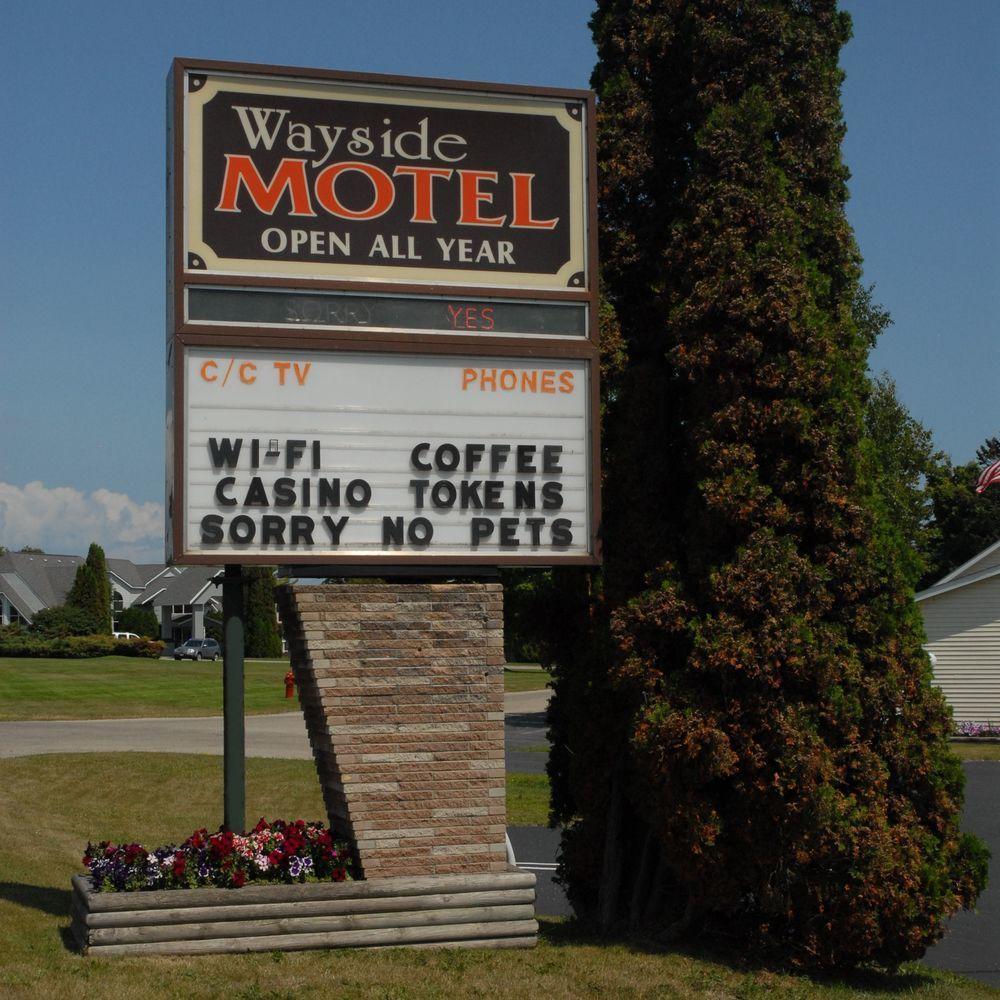 Wayside
MOTEL
OPEN ALL YEAR
SORRY YES
C/C TV PHONES
WI-FI COFFEE
CASINO TOKENS
SORRY NO PETS